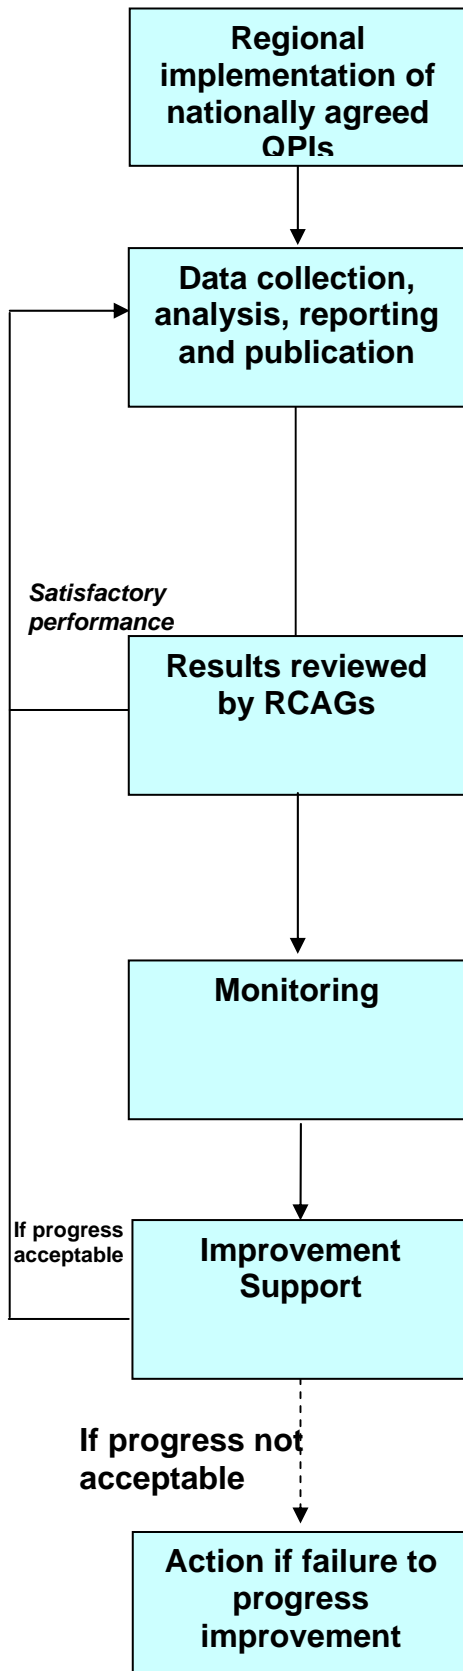 Regional
implementation of
nationally agreed
QPIs
Data collection,
analysis, reporting
and publication
Satisfactory
performance
Results reviewed
by RCAGs
Monitoring
If progress
acceptable
Improvement
Support
If progress not
acceptable
Action if failure to
progress
improvement